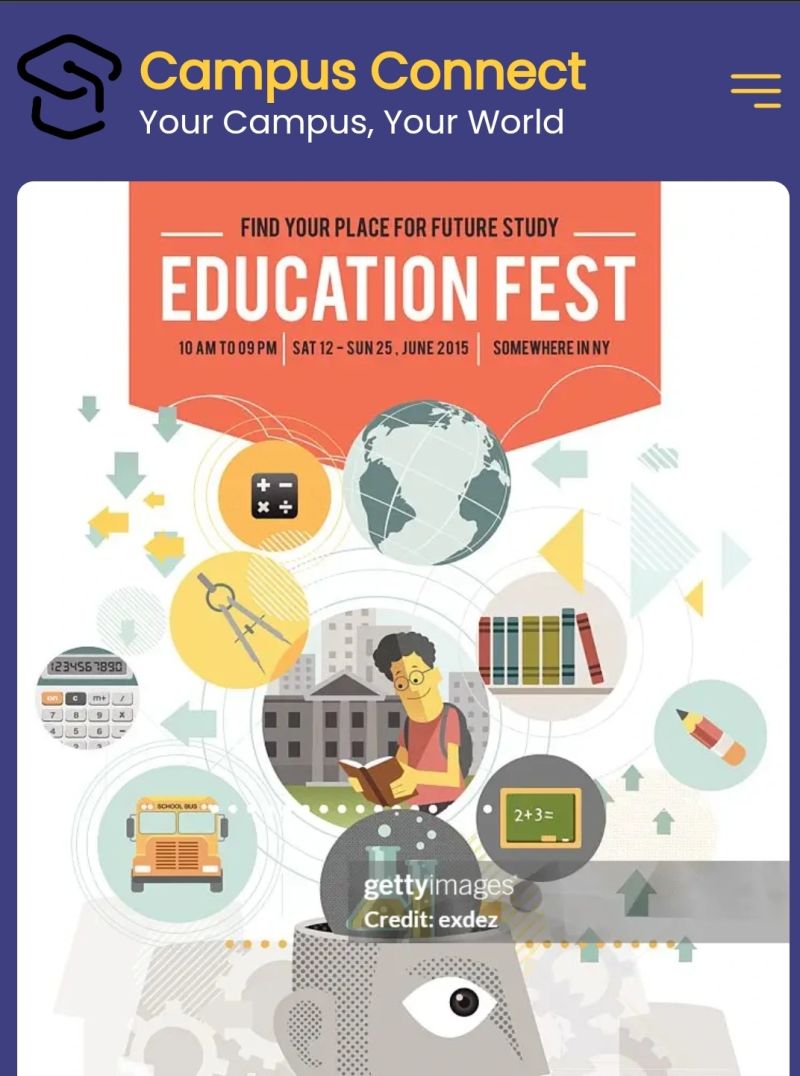 Campus Connect
Your Campus, Your World
FIND YOUR PLACE FOR FUTURE STUDY
EDUCATION FEST
10 AM TO 09 PM | SAT 12 - SUN 25, JUNE 2015 | SOMEWHERE IN NY
1234567890
on c m+ /
7 8 9 x
4 5 6 -
SCHOOL BUS
2+3=
gettyimages
Credit: exdez